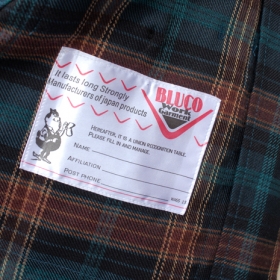 It lasts long Strongly
Manufacturers of japan products
BLUCO
Work
Garment
HEREAFTER, IT IS A UNION RECOGNITION TABLE.
PLEASE FILL IN AND MANAGE.
NAME
AFFILIATION
POST PHONE